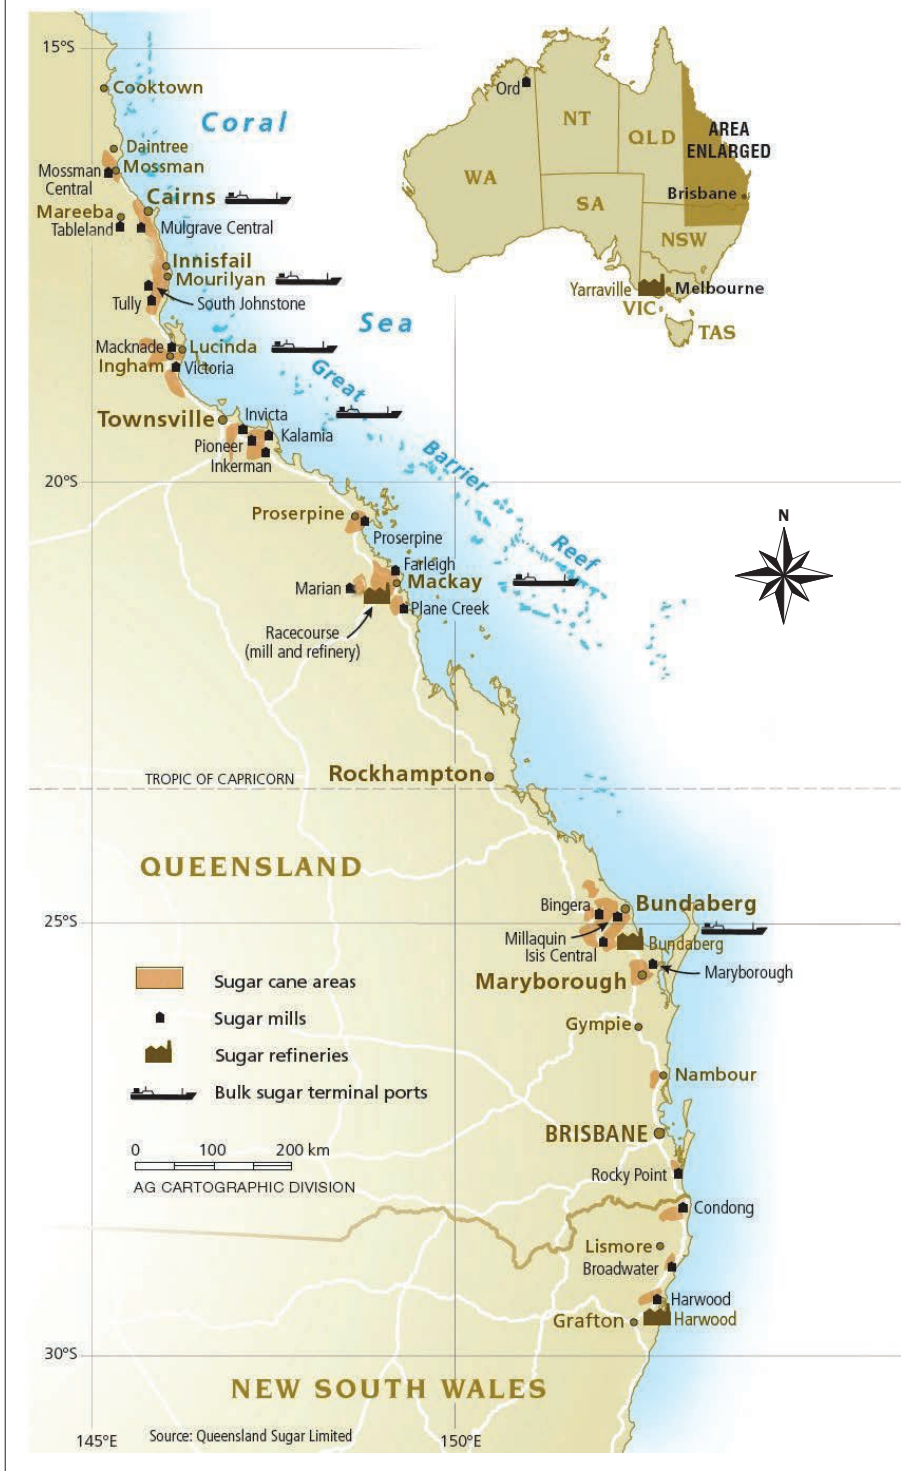 15°S
Cooktown
Coral
Daintree
Mossman
Mossman
Central
Cairns
Mareeba
Tableland
Mulgrave Central
Innisfail
Mourilyan
South Johnstone
Tully
Sea
Macknade
Lucinda
Ingham
Victoria
Great
Townsville
Invicta
Kalamia
Pioneer
Inkerman
Barrier
20°S
Proserpine
Proserpine
Reef
Farleigh
Marian
Mackay
Plane Creek
Racecourse
(mill and refinery)
Ord
NT
QLD
AREA
ENLARGED
WA
SA
Brisbane
NSW
Yarraville
Melbourne
VIC
TAS
N
Rockhampton
TROPIC OF CAPRICORN
QUEENSLAND
Bingera
Bundaberg
25°S
Millaquin
Isis Central
Bundaberg
Maryborough
Maryborough
Gympie
Nambour
BRISBANE
Rocky Point
Condong
Lismore
Broadwater
Harwood
Harwood
Grafton
Sugar cane areas
Sugar mills
Sugar refineries
Bulk sugar terminal ports
0 100 200 km
AG CARTOGRAPHIC DIVISION
30°S
NEW SOUTH WALES
145°E
Source: Queensland Sugar Limited
150°E